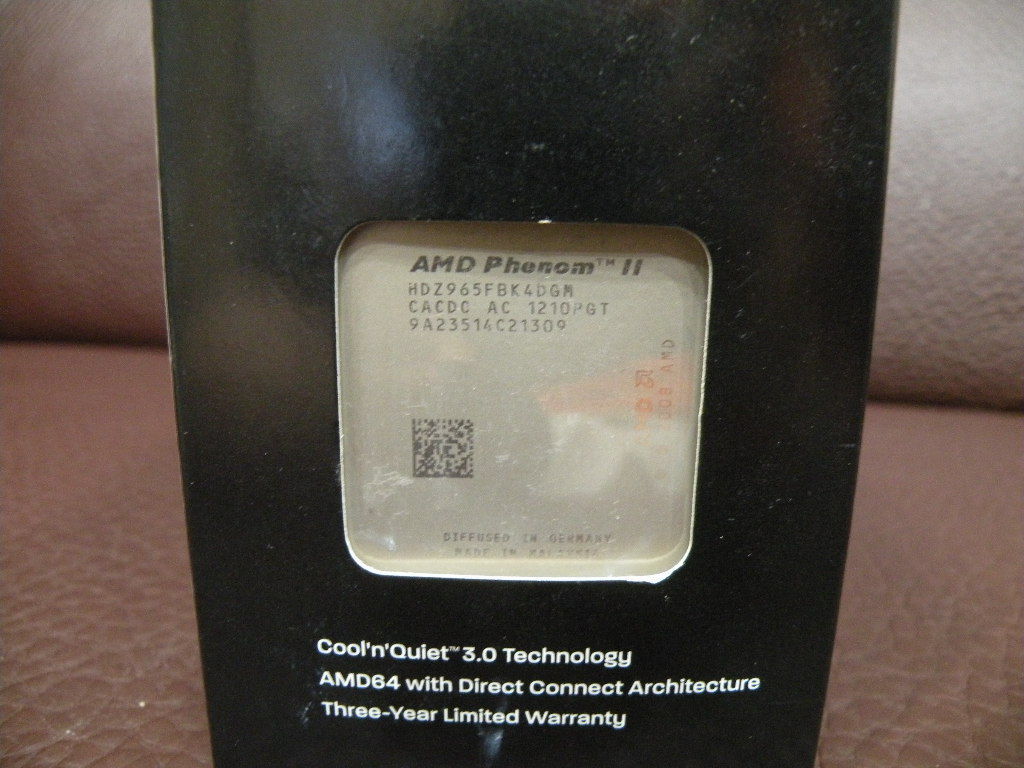 AMD Phenom™ II
HDZ965FBK4DGM
CACDC AC 1210PGT
9A23514C21309
AMD
DIFFUSED IN GERMANY
MADE IN MALAYSIA
Cool'n'Quiet™ 3.0 Technology
AMD64 with Direct Connect Architecture
Three-Year Limited Warranty